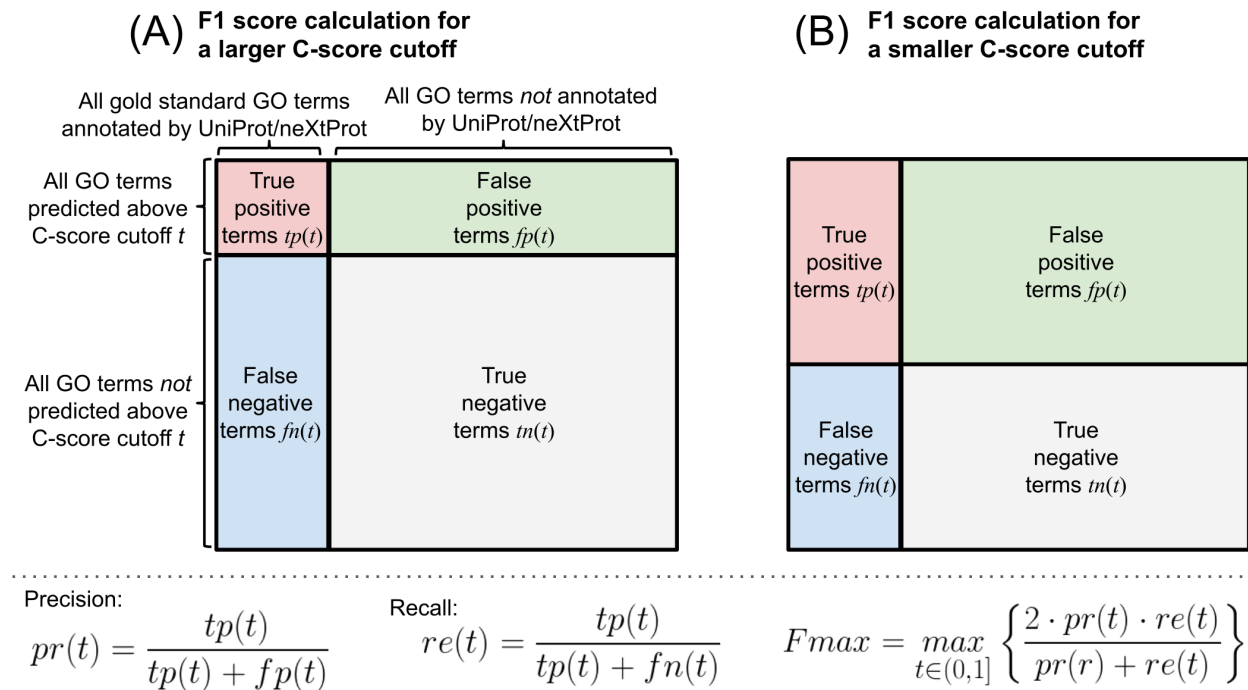 (A) F1 score calculation for
a larger C-score cutoff
(B) F1 score calculation for
a smaller C-score cutoff
All gold standard GO terms
annotated by UniProt/neXtProt
All GO terms not annotated
by UniProt/neXtProt
All GO terms
predicted above
C-score cutoff t
True
positive
terms tp(t)
False
positive
terms fp(t)
All GO terms not
predicted above
C-score cutoff t
False
negative
terms fn(t)
True
negative
terms tn(t)
True
positive
terms tp(t)
False
positive
terms fp(t)
False
negative
terms fn(t)
True
negative
terms tn(t)
Precision:
pr(t) = tp(t) / tp(t) + fp(t)
Recall:
re(t) = tp(t) / tp(t) + fn(t)
Fmax = max t∈(0,1] { 2 · pr(t) · re(t) / pr(r) + re(t) }